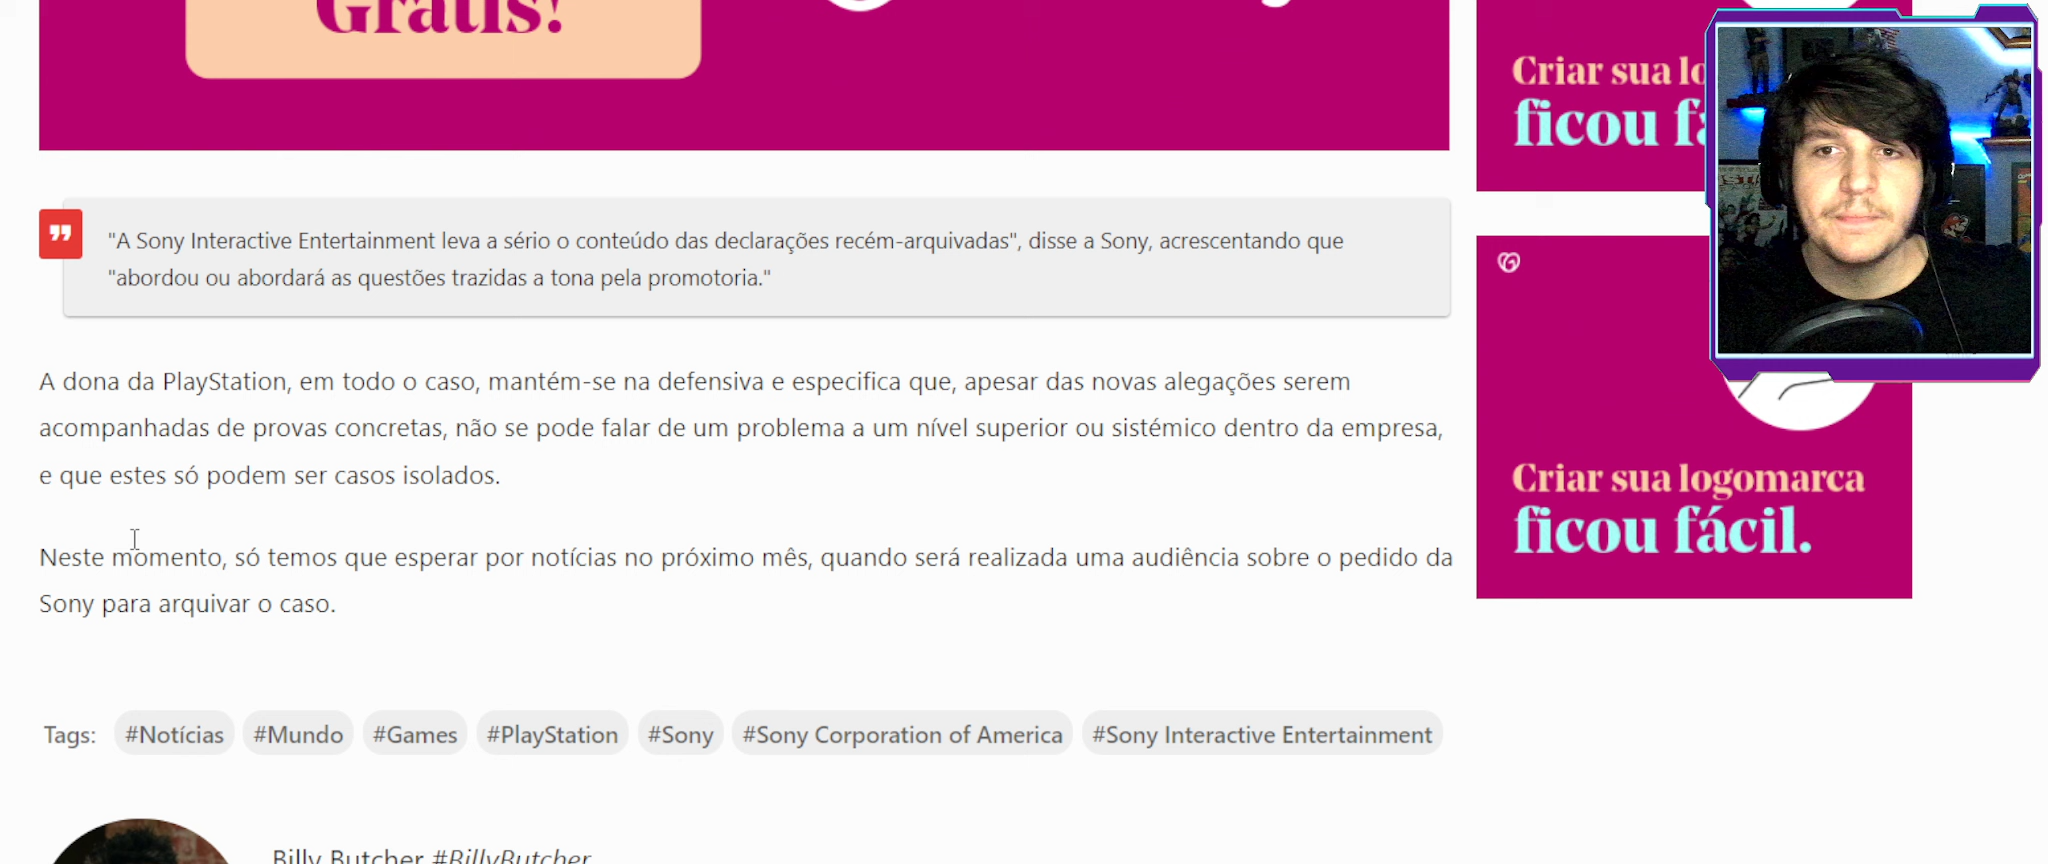 Gratis!
Criar sua lo
ficou fa
"A Sony Interactive Entertainment leva a sério o conteúdo das declarações recém-arquivadas", disse a Sony, acrescentando que
"abordou ou abordará as questões trazidas a tona pela promotoria."
A dona da PlayStation, em todo o caso, mantém-se na defensiva e especifica que, apesar das novas alegações serem
acompanhadas de provas concretas, não se pode falar de um problema a um nível superior ou sistémico dentro da empresa,
e que estes só podem ser casos isolados.
Neste momento, só temos que esperar por notícias no próximo mês, quando será realizada uma audiência sobre o pedido da
Sony para arquivar o caso.
Criar sua logomarca
ficou fácil.
Tags: #Notícias #Mundo #Games #PlayStation #Sony #Sony Corporation of America #Sony Interactive Entertainment
Billy Butcher #BillyButcher